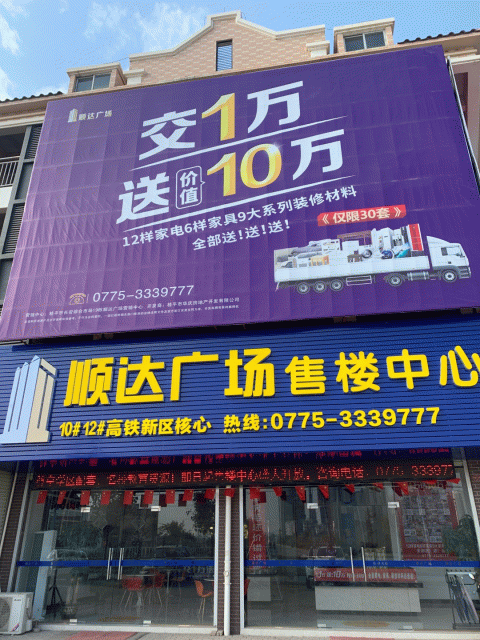 顺达广场
交1万
送价值10万
12样家电6样家具9大系列装修材料
全部送!送!送!
《仅限30套》
0775-3339777
顺达广场售楼中心
10# 12#高铁新区核心 热线:0775-3339777